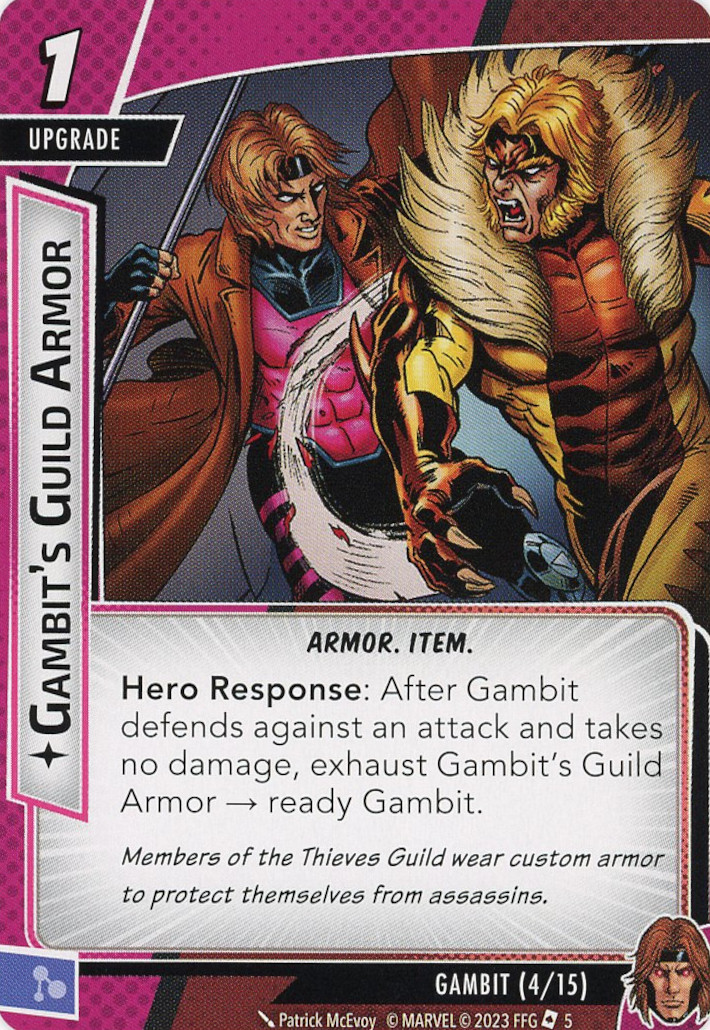 1
UPGRADE
GAMBIT'S GUILD ARMOR
ARMOR. ITEM.
Hero Response: After Gambit
defends against an attack and takes
no damage, exhaust Gambit's Guild
Armor → ready Gambit.
Members of the Thieves Guild wear custom armor
to protect themselves from assassins.
GAMBIT (4/15)
Patrick McEvoy © MARVEL © 2023 FFG 5